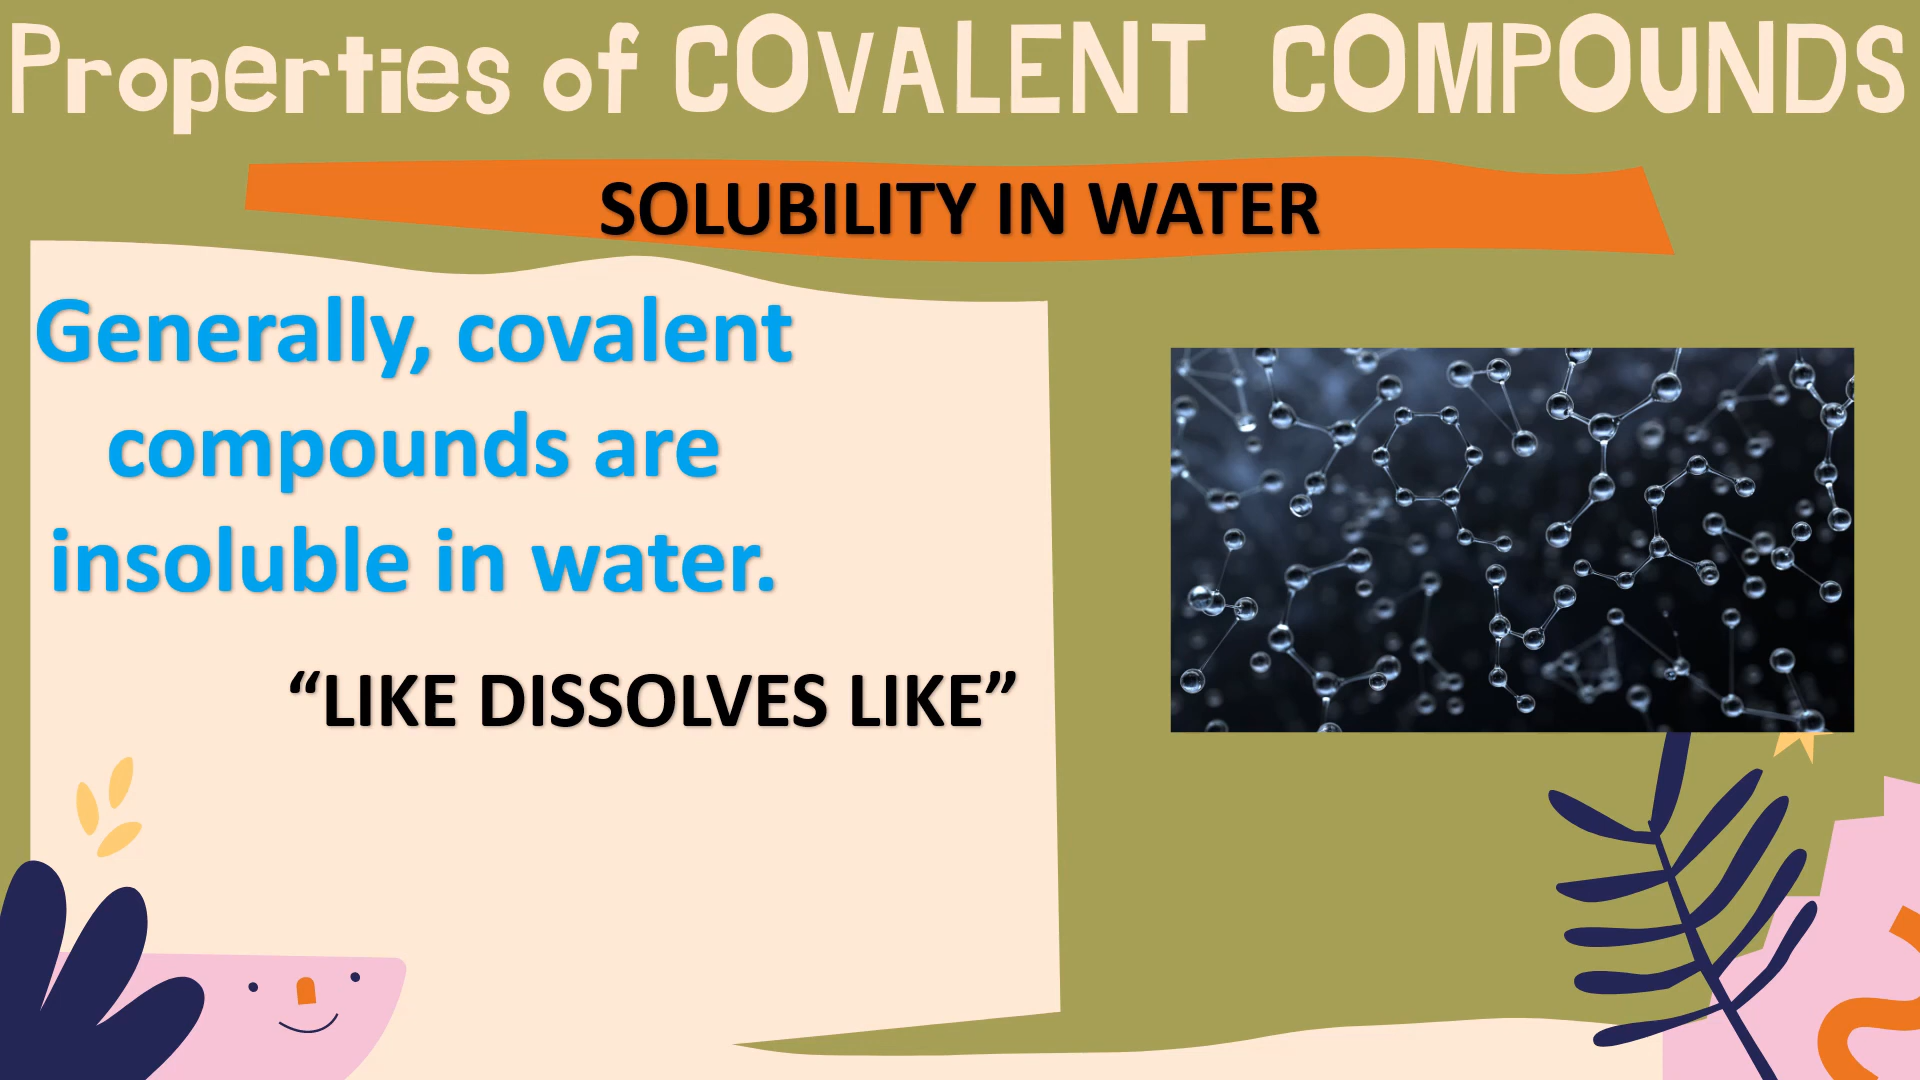 Properties of COVALENT COMPOUNDS
SOLUBILITY IN WATER
Generally, covalent
compounds are
insoluble in water.
“LIKE DISSOLVES LIKE”